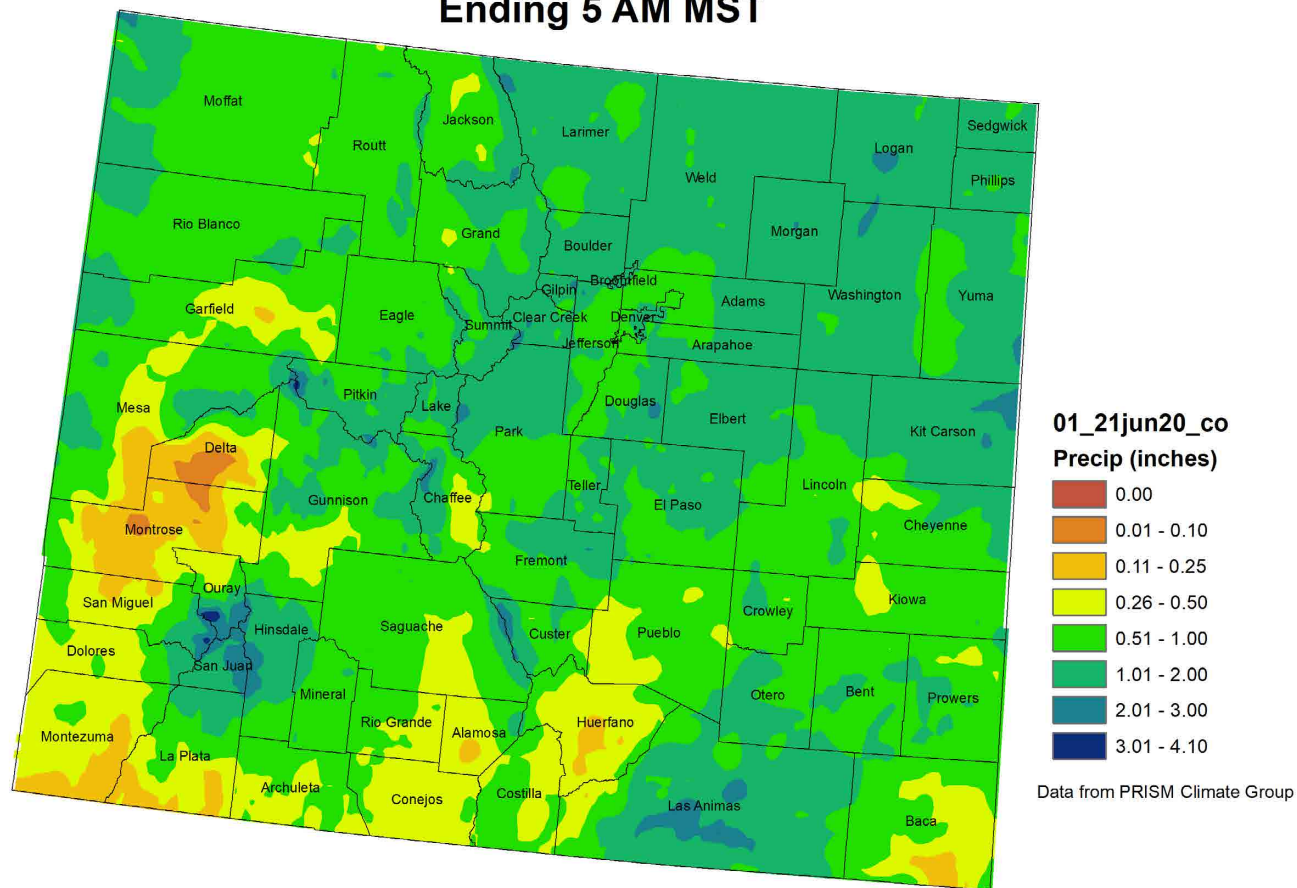 Ending 5 AM MST
Moffat
Routt
Jackson
Larimer
Weld
Logan
Sedgwick
Phillips
Rio Blanco
Grand
Boulder
Morgan
Broomfield
Gilpin
Garfield
Eagle
Summit
Clear Creek
Denver
Adams
Washington
Yuma
Jefferson
Arapahoe
Mesa
Pitkin
Lake
Park
Douglas
Elbert
Kit Carson
Delta
Gunnison
Chaffee
Teller
El Paso
Lincoln
Cheyenne
Montrose
Fremont
Ouray
San Miguel
Hinsdale
Saguache
Custer
Pueblo
Crowley
Kiowa
Dolores
San Juan
Mineral
Otero
Bent
Prowers
Montezuma
La Plata
Rio Grande
Alamosa
Huerfano
Archuleta
Conejos
Costilla
Las Animas
Baca
01_21jun20_co
Precip (inches)
0.00
0.01 - 0.10
0.11 - 0.25
0.26 - 0.50
0.51 - 1.00
1.01 - 2.00
2.01 - 3.00
3.01 - 4.10
Data from PRISM Climate Group